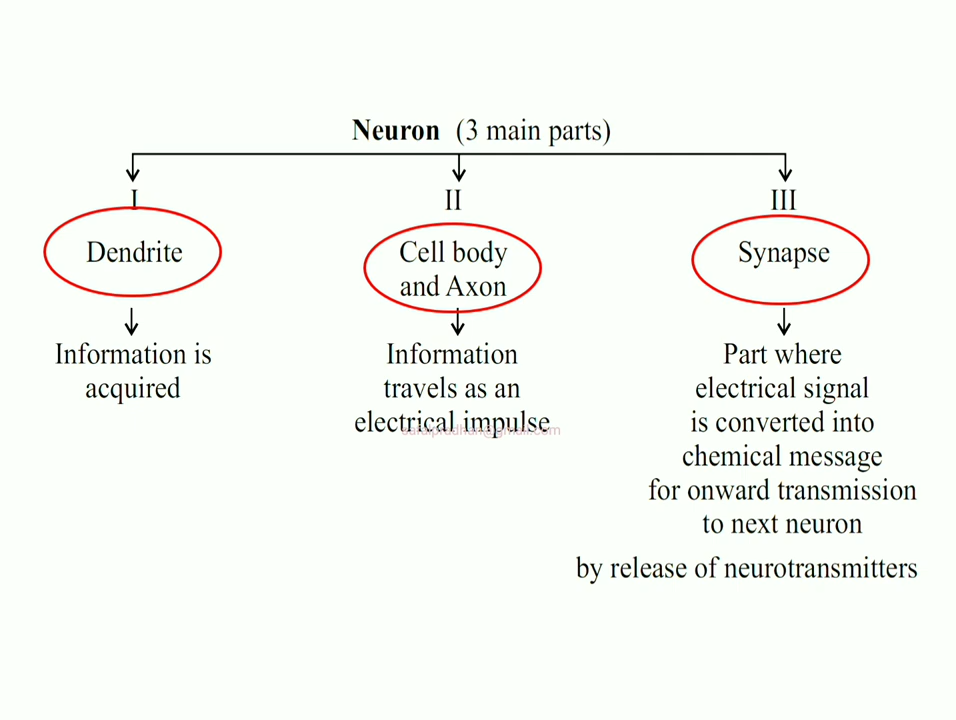 Neuron (3 main parts)
I
Dendrite
Information is
acquired
II
Cell body
and Axon
Information
travels as an
electrical impulse
III
Synapse
Part where
electrical signal
is converted into
chemical message
for onward transmission
to next neuron
by release of neurotransmitters